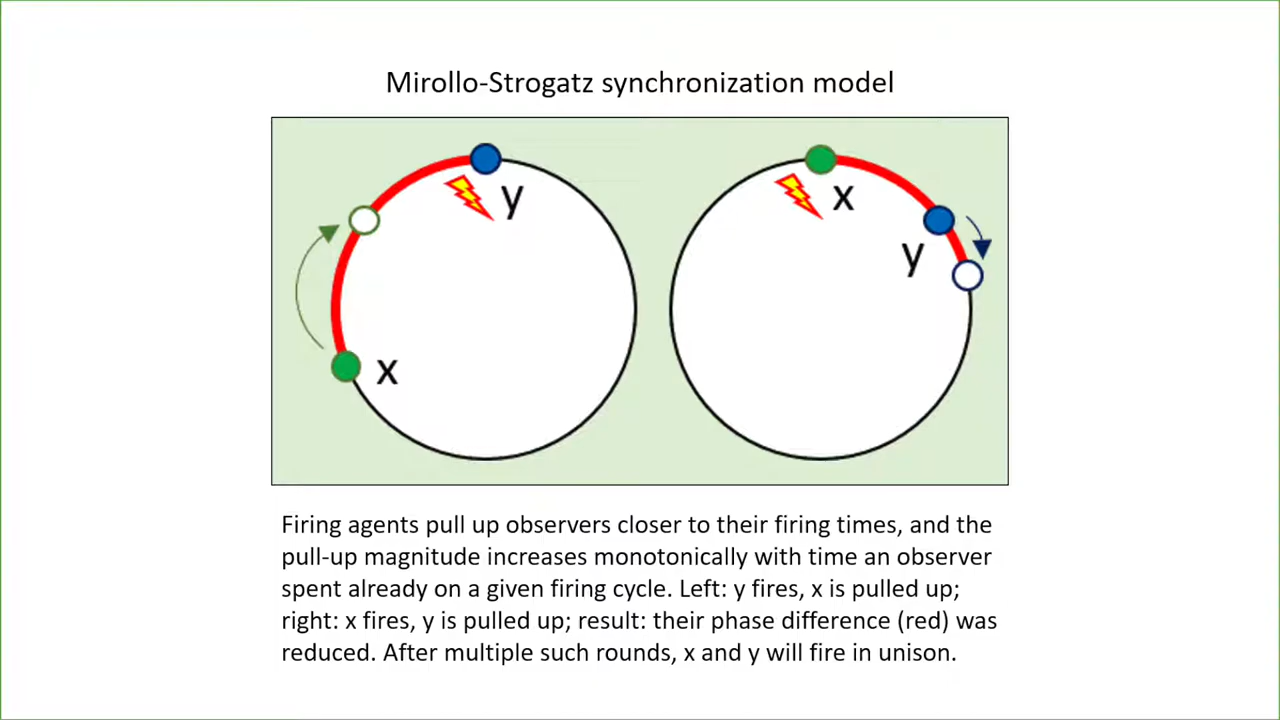 Mirollo-Strogatz synchronization model
y
x
x
y
Firing agents pull up observers closer to their firing times, and the
pull-up magnitude increases monotonically with time an observer
spent already on a given firing cycle. Left: y fires, x is pulled up;
right: x fires, y is pulled up; result: their phase difference (red) was
reduced. After multiple such rounds, x and y will fire in unison.